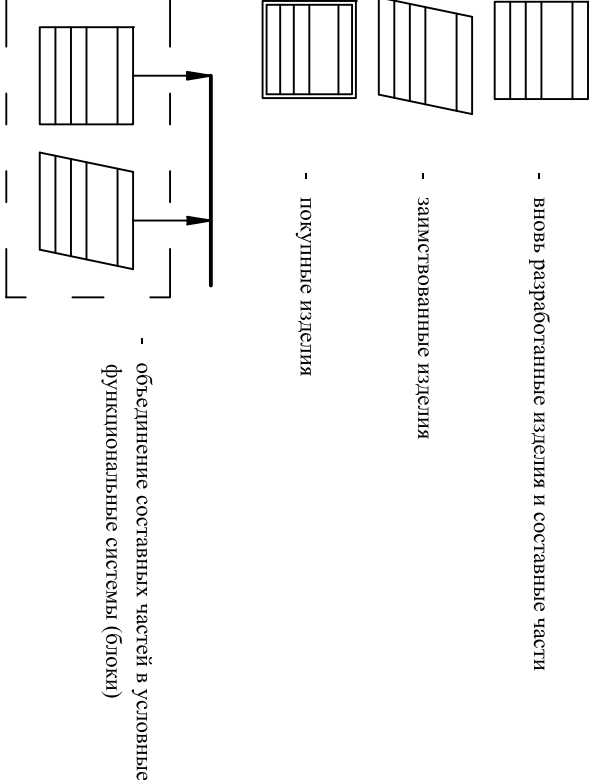 - вновь разработанные изделия и составные части
- заимствованные изделия
- покупные изделия
- объединение составных частей в условные
функциональные системы (блоки)